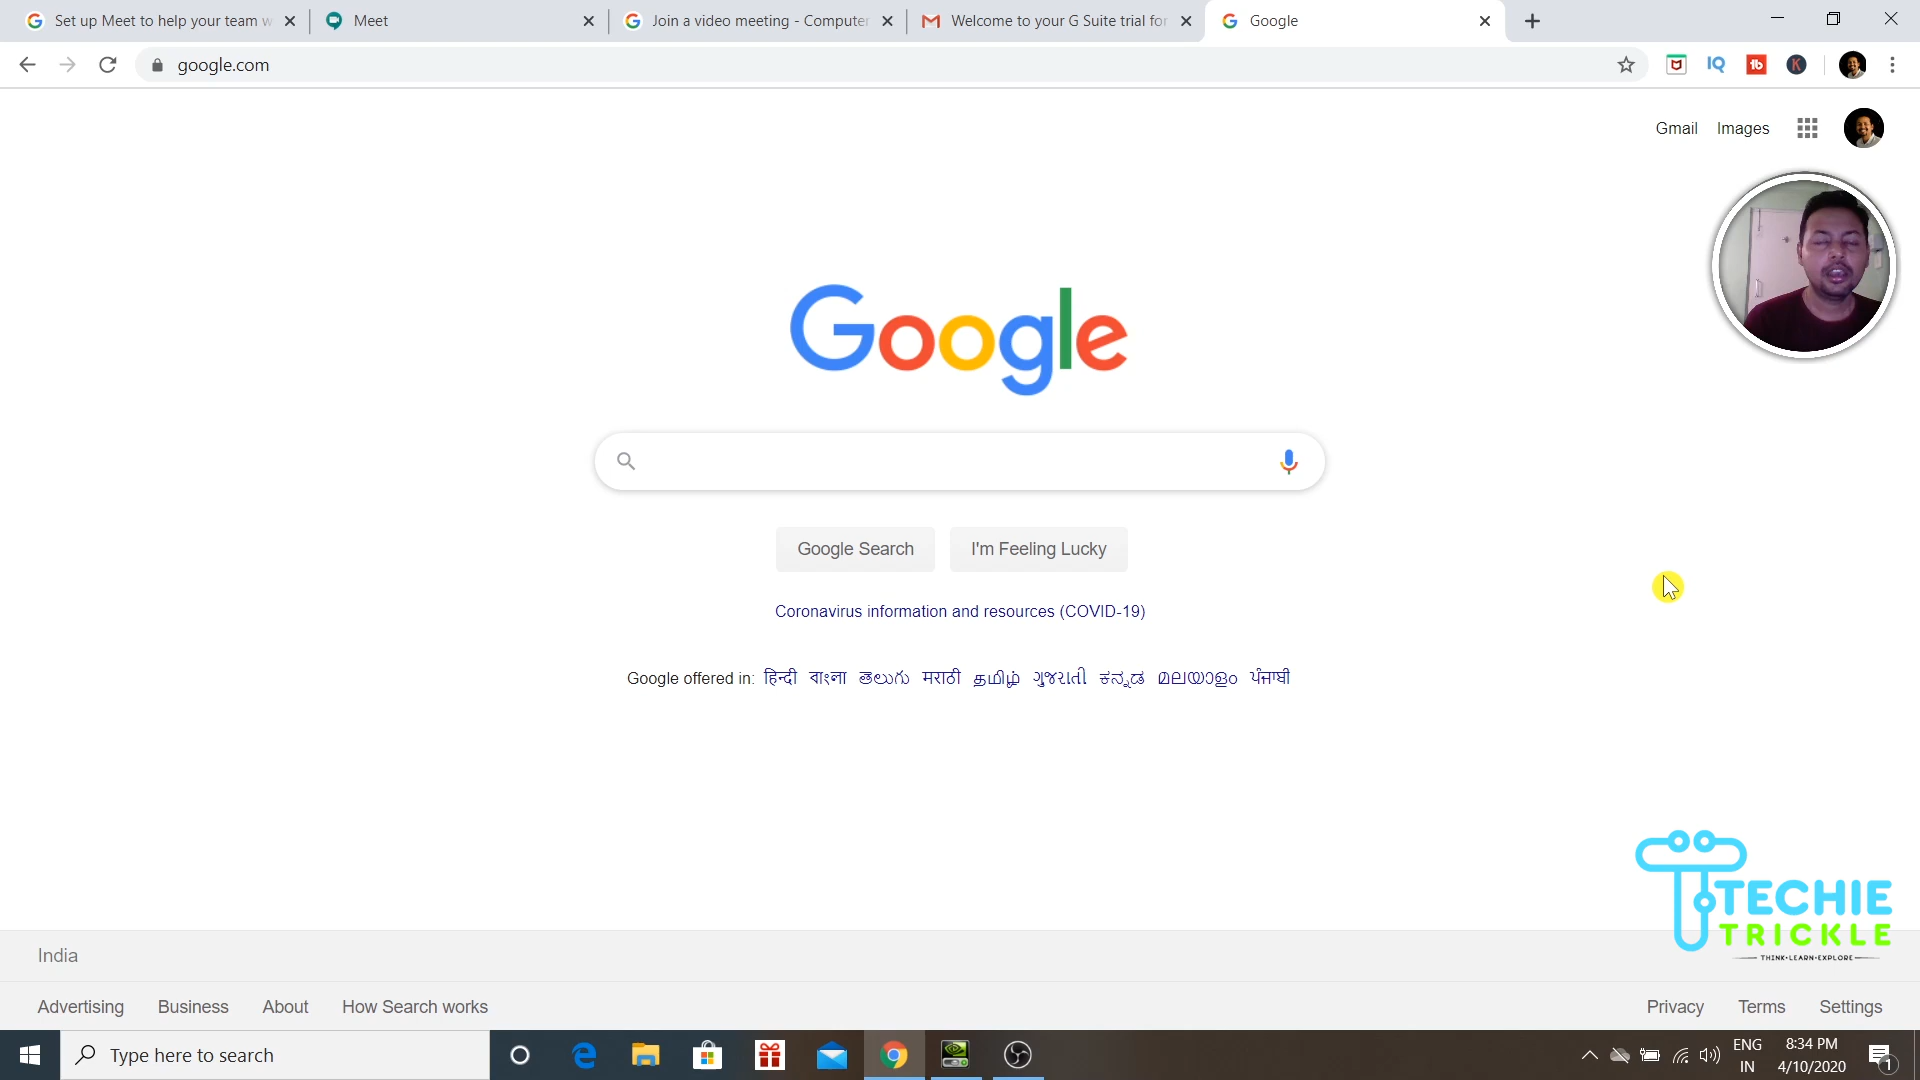 Set up Meet to help your team w
Meet
Join a video meeting - Computer
Welcome to your G Suite trial for
Google
google.com
IQ
tb
K
Gmail Images
Google
Google Search I'm Feeling Lucky
Coronavirus information and resources (COVID-19)
Google offered in: हिन्दी বাংলা తెలుగు मराठी தமிழ் ગુજરાતી ಕನ್ನಡ മലയാളം ਪੰਜਾਬੀ
TECHIE
TRICKLE
THINK•LEARN•EXPLORE
India
Advertising Business About How Search works
Privacy Terms Settings
Type here to search
ENG
IN
8:34 PM
4/10/2020
1